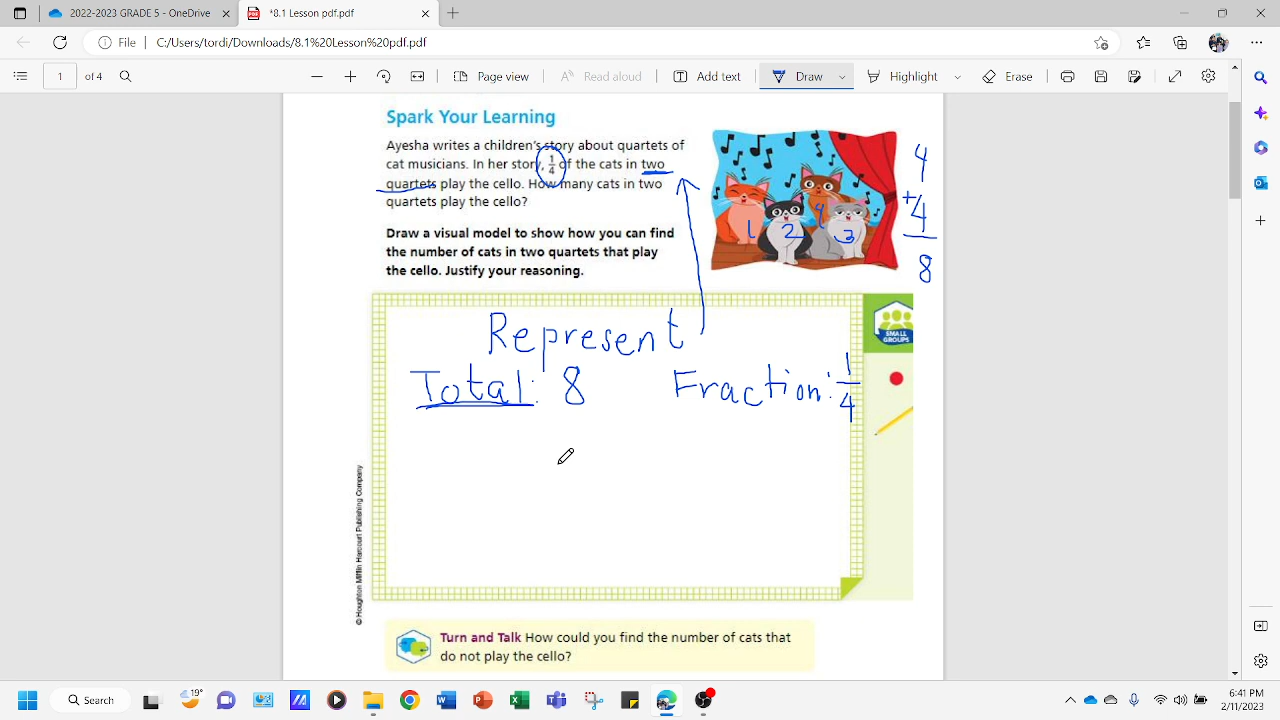 2022-2023 GRADE 5 - OneDrive
*8.1 Lesson pdf.pdf
File C:/Users/tordi/Downloads/8.1%20Lesson%20pdf.pdf
1 of 4
Page view
Read aloud
Add text
Draw
Highlight
Erase
Spark Your Learning
Ayesha writes a children's story about quartets of
cat musicians. In her story, 1/4 of the cats in two
quartets play the cello. How many cats in two
quartets play the cello?
Draw a visual model to show how you can find
the number of cats in two quartets that play
the cello. Justify your reasoning.
1 2 4 3
4
+4
8
Represent
Total: 8 Fraction: 1/4
SMALL
GROUPS
© Houghton Mifflin Harcourt Publishing Company
Turn and Talk How could you find the number of cats that
do not play the cello?
Search
19°
6:41 PM
2/11/2023